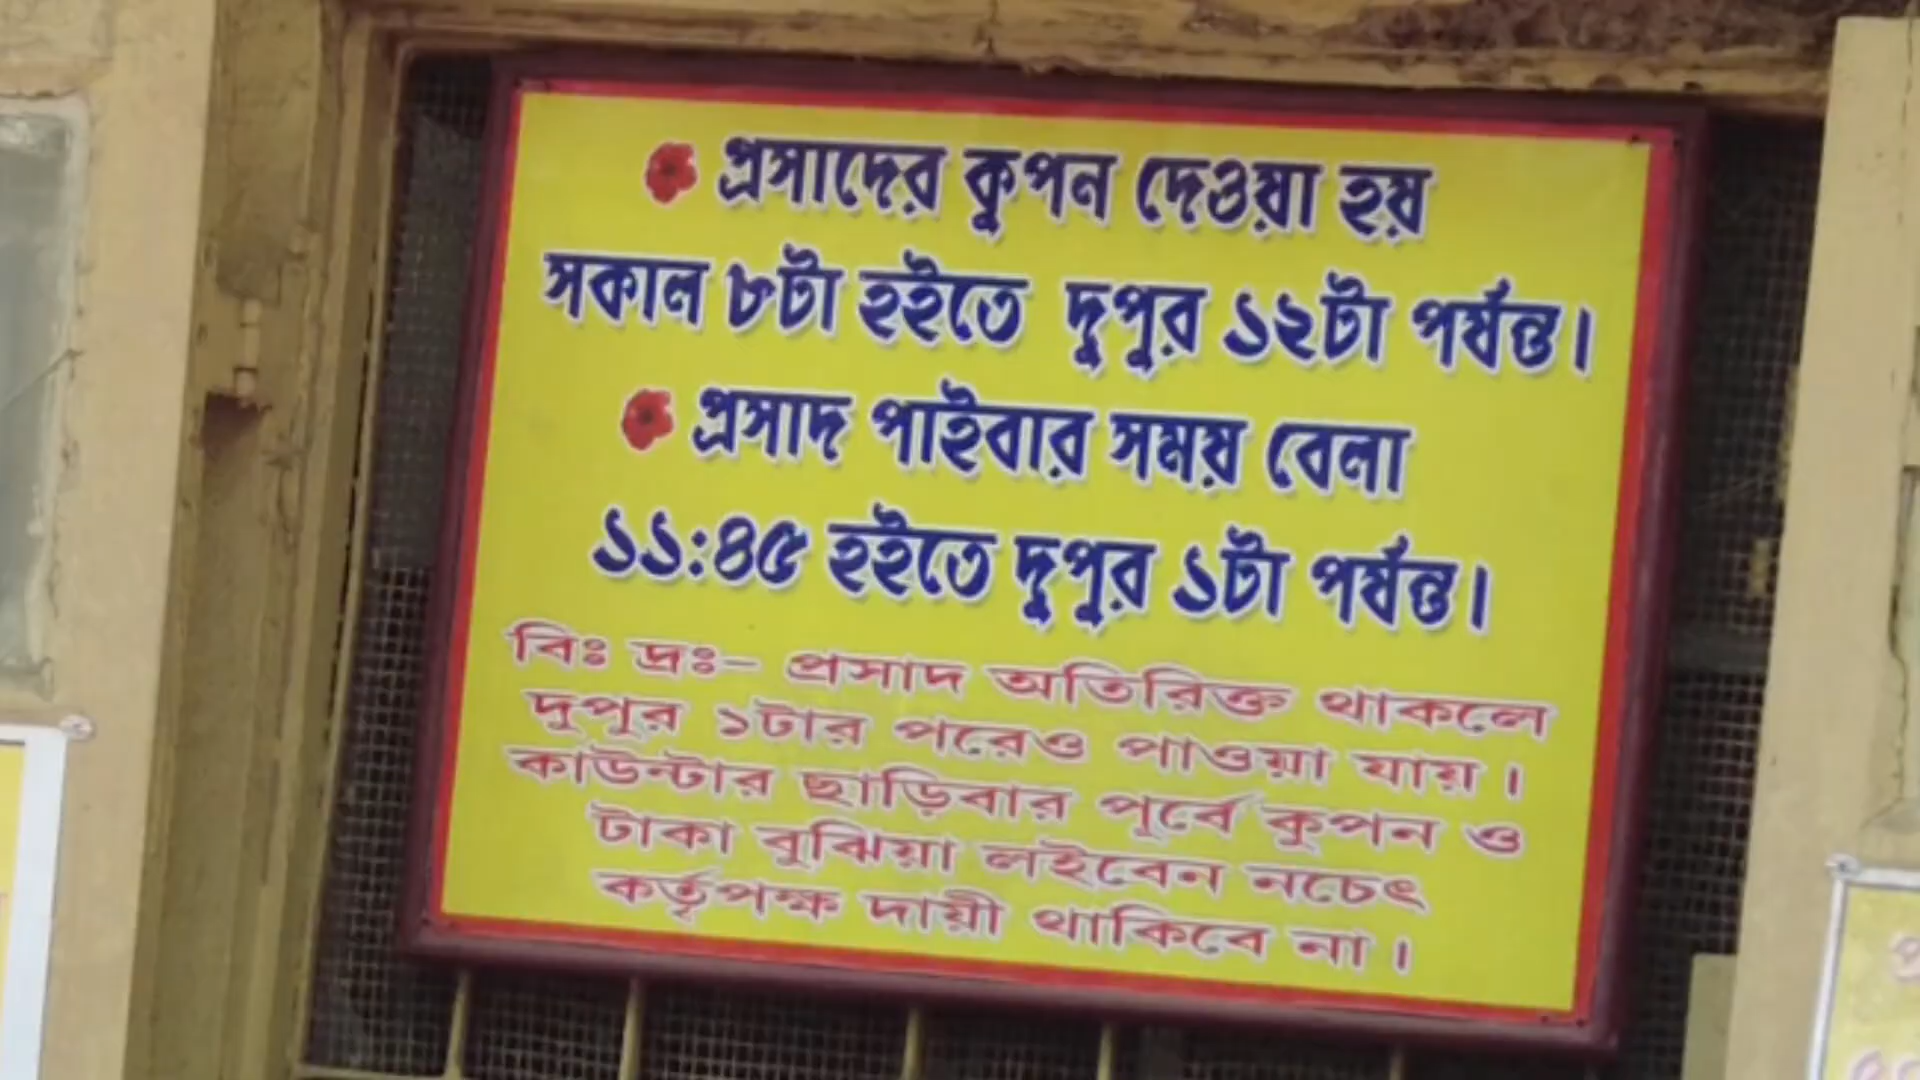 প্রসাদের কুপন দেওয়া হয়
সকাল ৮টা হইতে দুপুর ১২টা পর্যন্ত।
প্রসাদ পাইবার সময় বেলা
১১:৪৫ হইতে দুপুর ১টা পর্যন্ত।
বিঃ দ্রঃ- প্রসাদ অতিরিক্ত থাকলে
দুপুর ১টার পরেও পাওয়া যায়।
কাউন্টার ছাড়িবার পূর্বে কুপন ও
টাকা বুঝিয়া লইবেন নচেৎ
কর্তৃপক্ষ দায়ী থাকিবে না।